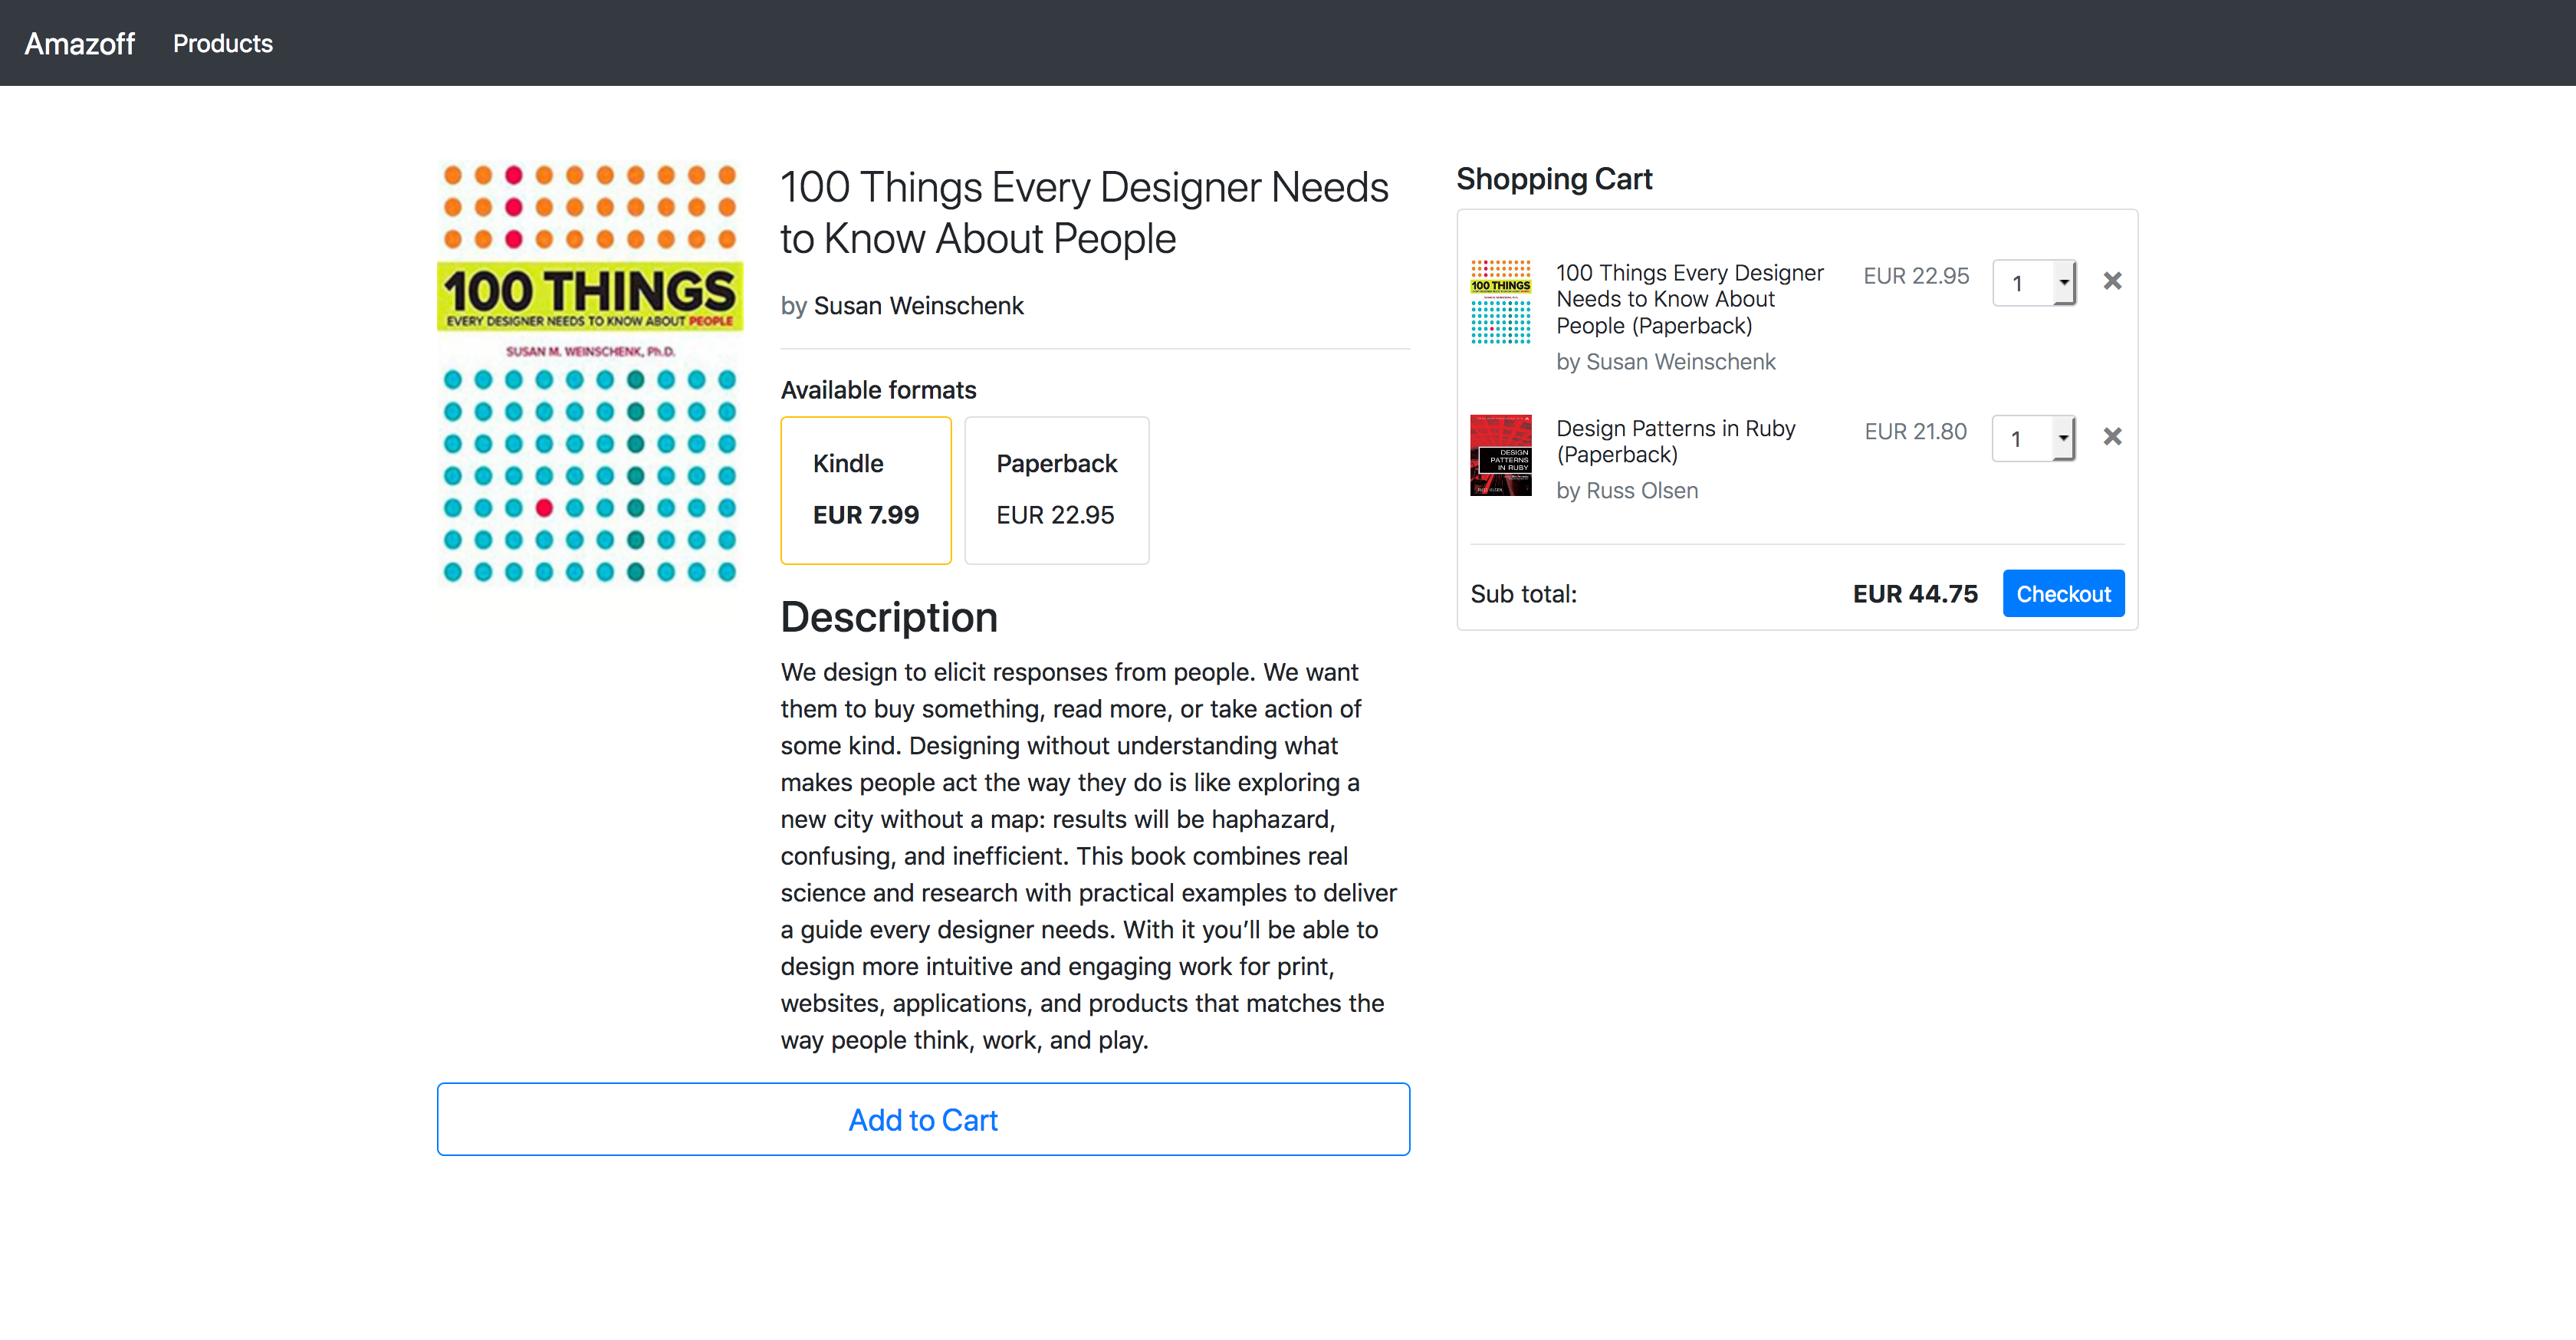 Amazoff Products
100 THINGS
EVERY DESIGNER NEEDS TO KNOW ABOUT PEOPLE
SUSAN M. WEINSCHENK, Ph.D.
100 Things Every Designer Needs
to Know About People
by Susan Weinschenk
Available formats
Kindle
EUR 7.99
Paperback
EUR 22.95
Description
We design to elicit responses from people. We want
them to buy something, read more, or take action of
some kind. Designing without understanding what
makes people act the way they do is like exploring a
new city without a map: results will be haphazard,
confusing, and inefficient. This book combines real
science and research with practical examples to deliver
a guide every designer needs. With it you’ll be able to
design more intuitive and engaging work for print,
websites, applications, and products that matches the
way people think, work, and play.
Add to Cart
Shopping Cart
100 THINGS
100 Things Every Designer
Needs to Know About
People (Paperback)
by Susan Weinschenk
EUR 22.95
1
DESIGN
PATTERNS
IN RUBY
Design Patterns in Ruby
(Paperback)
by Russ Olsen
EUR 21.80
1
Sub total:
EUR 44.75
Checkout